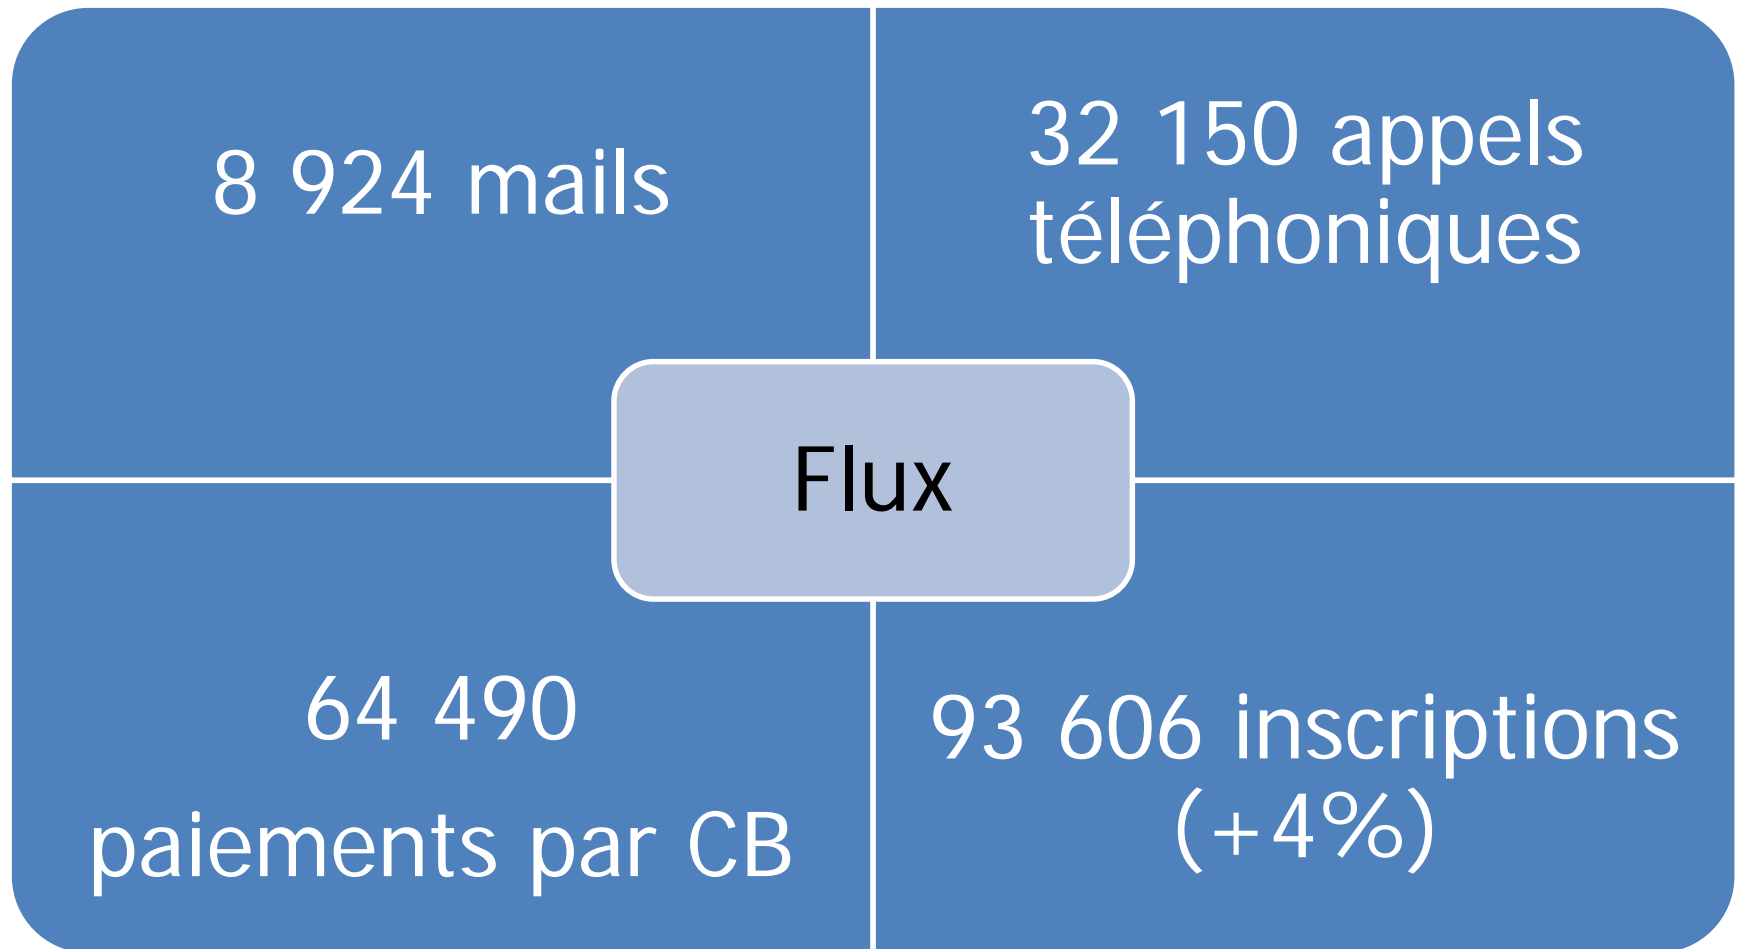 8 924 mails
32 150 appels
téléphoniques
Flux
64 490
paiements par CB
93 606 inscriptions
(+4%)